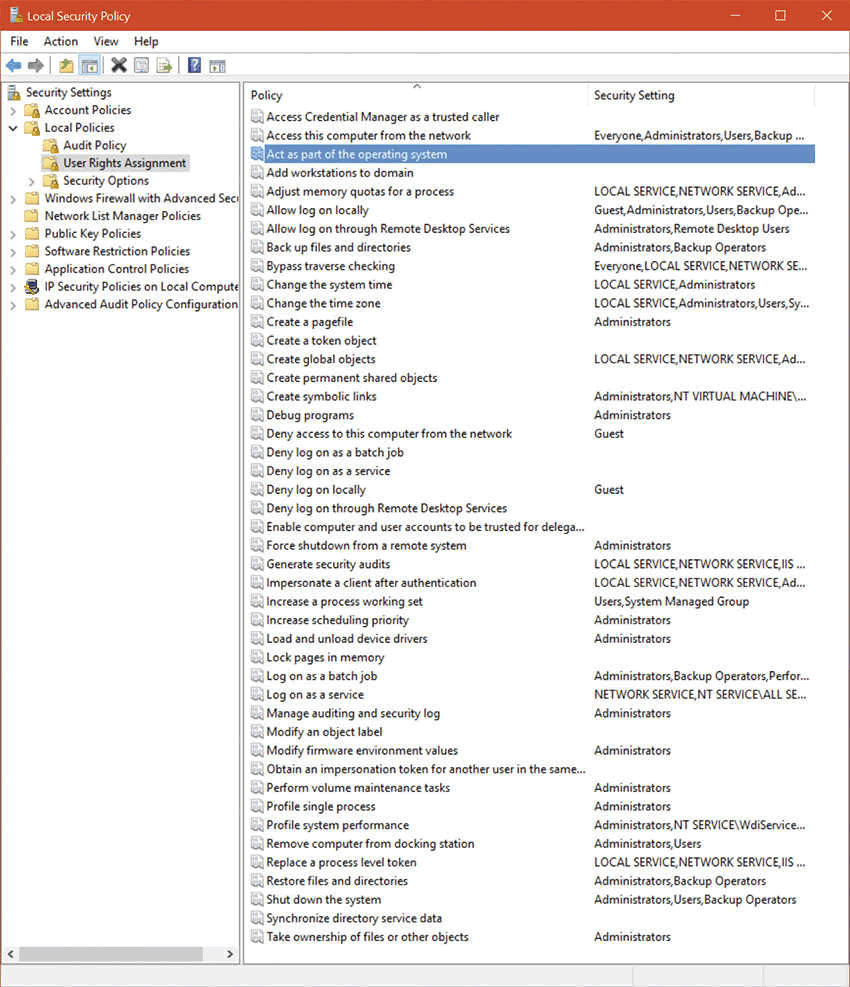 Local Security Policy
File Action View Help
Security Settings
Account Policies
Local Policies
Audit Policy
User Rights Assignment
Security Options
Windows Firewall with Advanced Secu
Network List Manager Policies
Public Key Policies
Software Restriction Policies
Application Control Policies
IP Security Policies on Local Compute
Advanced Audit Policy Configuration
Policy Security Setting
Access Credential Manager as a trusted caller
Access this computer from the network Everyone,Administrators,Users,Backup ...
Act as part of the operating system
Add workstations to domain
Adjust memory quotas for a process LOCAL SERVICE,NETWORK SERVICE,Ad...
Allow log on locally Guest,Administrators,Users,Backup Ope...
Allow log on through Remote Desktop Services Administrators,Remote Desktop Users
Back up files and directories Administrators,Backup Operators
Bypass traverse checking Everyone,LOCAL SERVICE,NETWORK SE...
Change the system time LOCAL SERVICE,Administrators
Change the time zone LOCAL SERVICE,Administrators,Users,Sy...
Create a pagefile Administrators
Create a token object
Create global objects LOCAL SERVICE,NETWORK SERVICE,Ad...
Create permanent shared objects
Create symbolic links Administrators,NT VIRTUAL MACHINE\...
Debug programs Administrators
Deny access to this computer from the network Guest
Deny log on as a batch job
Deny log on as a service
Deny log on locally Guest
Deny log on through Remote Desktop Services
Enable computer and user accounts to be trusted for delega...
Force shutdown from a remote system Administrators
Generate security audits LOCAL SERVICE,NETWORK SERVICE,IIS ...
Impersonate a client after authentication LOCAL SERVICE,NETWORK SERVICE,Ad...
Increase a process working set Users,System Managed Group
Increase scheduling priority Administrators
Load and unload device drivers Administrators
Lock pages in memory
Log on as a batch job Administrators,Backup Operators,Perfor...
Log on as a service NETWORK SERVICE,NT SERVICE\ALL SE...
Manage auditing and security log Administrators
Modify an object label
Modify firmware environment values Administrators
Obtain an impersonation token for another user in the same...
Perform volume maintenance tasks Administrators
Profile single process Administrators
Profile system performance Administrators,NT SERVICE\WdiService...
Remove computer from docking station Administrators,Users
Replace a process level token LOCAL SERVICE,NETWORK SERVICE,IIS ...
Restore files and directories Administrators,Backup Operators
Shut down the system Administrators,Users,Backup Operators
Synchronize directory service data
Take ownership of files or other objects Administrators